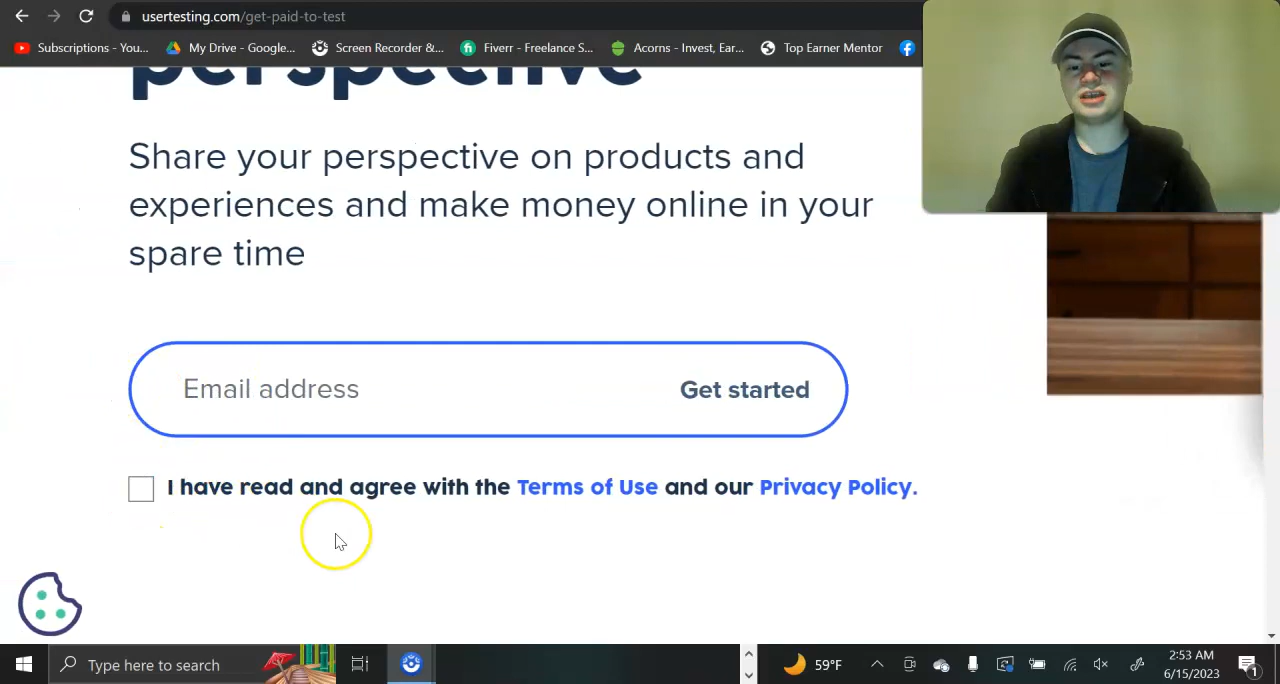 usertesting.com/get-paid-to-test
Subscriptions - You... My Drive - Google... Screen Recorder &... Fiverr - Freelance S... Acorns - Invest, Ear... Top Earner Mentor
perspective
Share your perspective on products and
experiences and make money online in your
spare time
Email address Get started
I have read and agree with the Terms of Use and our Privacy Policy.
Type here to search 59°F 2:53 AM
6/15/2023 1